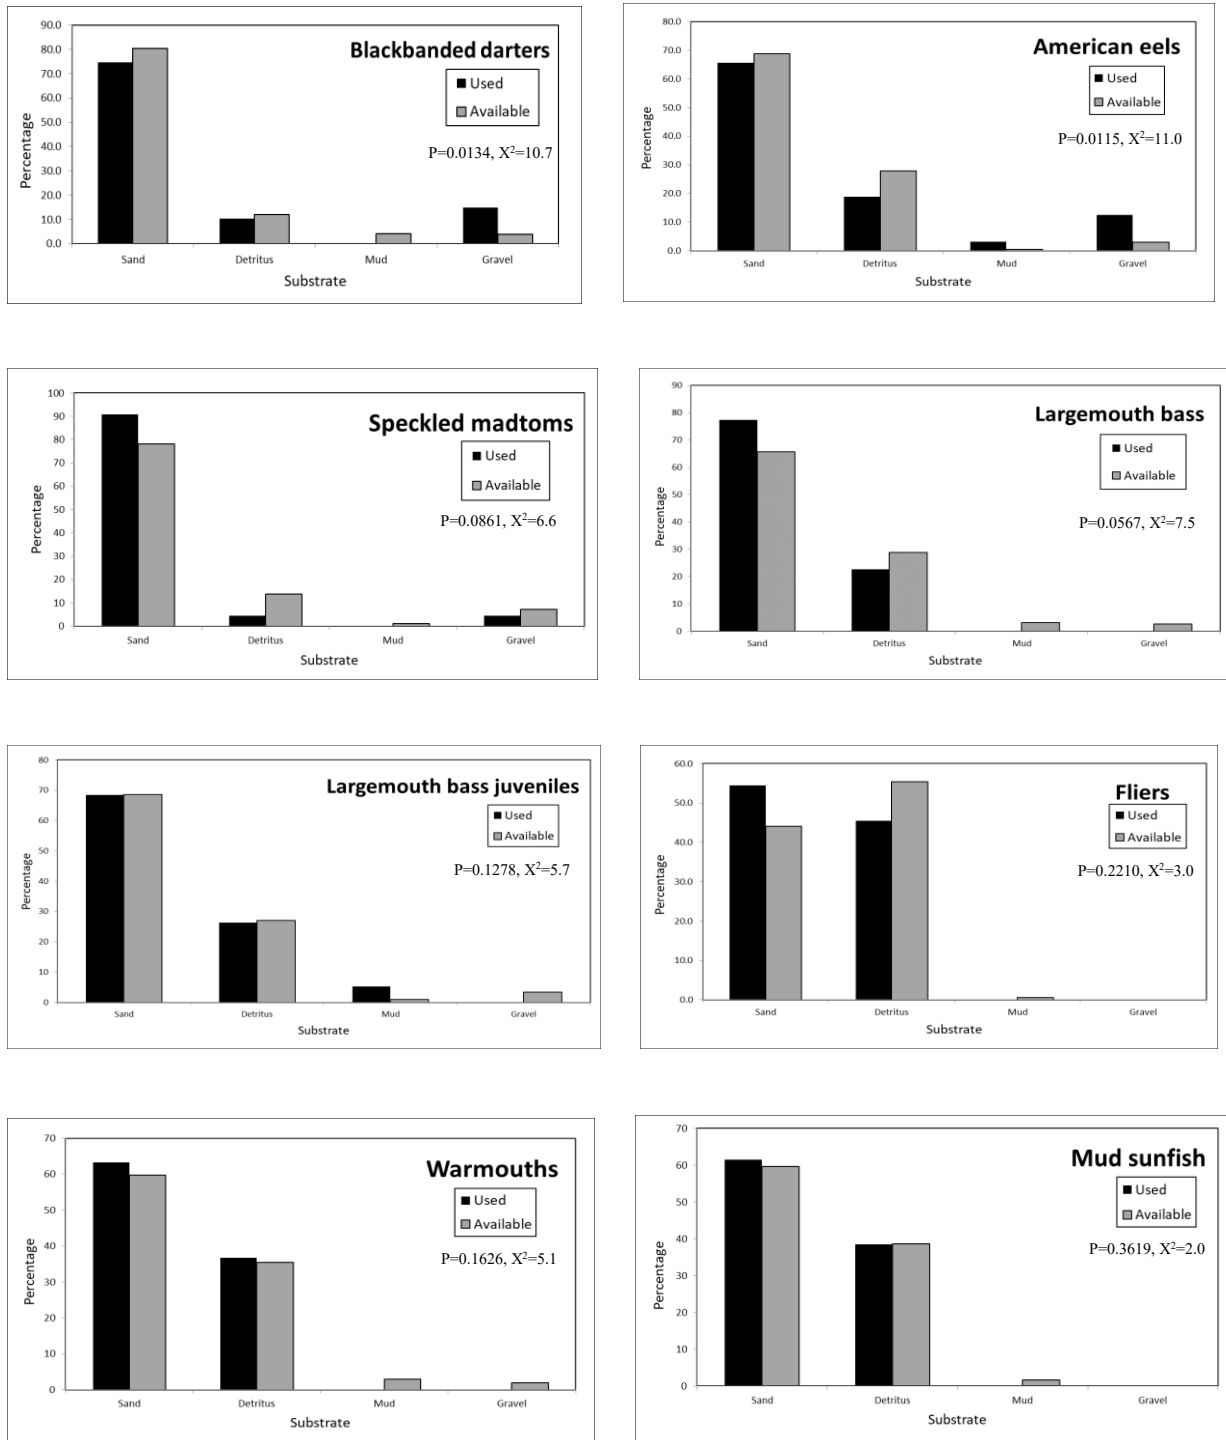 Blackbanded darters
Used
Available
P=0.0134, X²=10.7
90.0
80.0
70.0
60.0
50.0
40.0
30.0
20.0
10.0
0.0
Percentage
Sand Detritus Mud Gravel
Substrate
American eels
Used
Available
P=0.0115, X²=11.0
80.0
70.0
60.0
50.0
40.0
30.0
20.0
10.0
0.0
Percentage
Sand Detritus Mud Gravel
Substrate
Speckled madtoms
Used
Available
P=0.0861, X²=6.6
100
90
80
70
60
50
40
30
20
10
0
Percentage
Sand Detritus Mud Gravel
Substrate
Largemouth bass
Used
Available
P=0.0567, X²=7.5
90
80
70
60
50
40
30
20
10
0
Percentage
Sand Detritus Mud Gravel
Substrate
Largemouth bass juveniles
Used
Available
P=0.1278, X²=5.7
80
70
60
50
40
30
20
10
0
Percentage
Sand Detritus Mud Gravel
Substrate
Fliers
Used
Available
P=0.2210, X²=3.0
60.0
50.0
40.0
30.0
20.0
10.0
0.0
Percentage
Sand Detritus Mud Gravel
Substrate
Warmouths
Used
Available
P=0.1626, X²=5.1
70
60
50
40
30
20
10
0
Percentage
Sand Detritus Mud Gravel
Substrate
Mud sunfish
Used
Available
P=0.3619, X²=2.0
70
60
50
40
30
20
10
0
Percentage
Sand Detritus Mud Gravel
Substrate